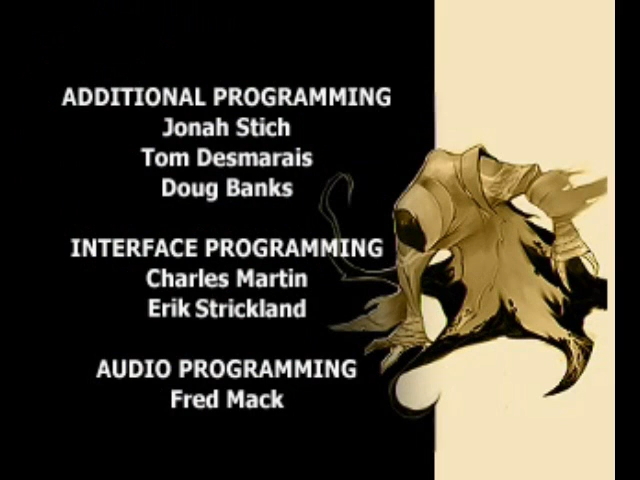 ADDITIONAL PROGRAMMING
Jonah Stich
Tom Desmarais
Doug Banks
INTERFACE PROGRAMMING
Charles Martin
Erik Strickland
AUDIO PROGRAMMING
Fred Mack